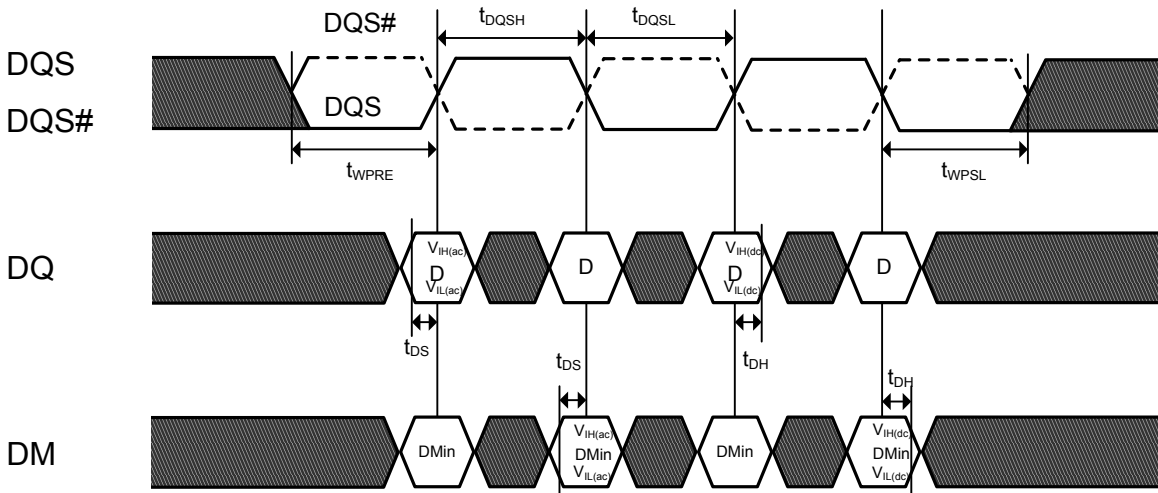 DQS# tDQSH tDQSL
DQS
DQS
DQS#
tWPRE tWPSL
VIH(ac) VIH(dc)
DQ D D D D
VIL(ac) VIL(dc)
tDS tDS tDH tDH
VIH(ac) VIH(dc)
DM DMin DMin DMin DMin
VIL(ac) VIL(dc)